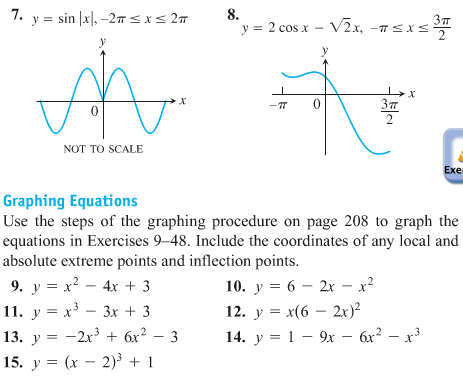 7. y = sin |x|, −2π ≤ x ≤ 2π
y
0
x
NOT TO SCALE
8. y = 2 cos x − √2x, −π ≤ x ≤ 3π/2
y
−π 0 3π/2 x
Graphing Equations
Use the steps of the graphing procedure on page 208 to graph the
equations in Exercises 9–48. Include the coordinates of any local and
absolute extreme points and inflection points.
9. y = x² − 4x + 3
10. y = 6 − 2x − x²
11. y = x³ − 3x + 3
12. y = x(6 − 2x)²
13. y = −2x³ + 6x² − 3
14. y = 1 − 9x − 6x² − x³
15. y = (x − 2)³ + 1